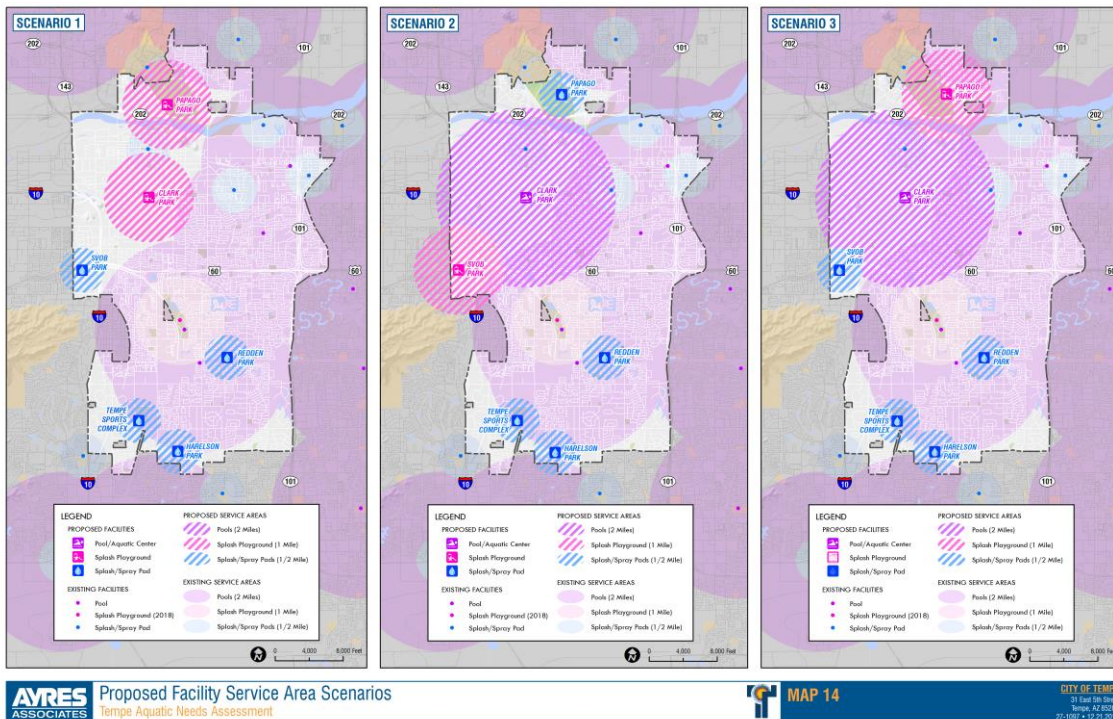 SCENARIO 1
202
101
143
PAPAGO
PARK
202
202
10
CLARK
PARK
101
SVOB
PARK
60
60
10
REDDEN
PARK
TEMPE
SPORTS
COMPLEX
HARELSON
PARK
10
101
LEGEND
PROPOSED FACILITIES
Pool/Aquatic Center
Splash Playground
Splash/Spray Pad
EXISTING FACILITIES
Pool
Splash Playground (2018)
Splash/Spray Pad
PROPOSED SERVICE AREAS
Pools (2 Miles)
Splash Playground (1 Mile)
Splash/Spray Pads (1/2 Mile)
EXISTING SERVICE AREAS
Pools (2 Miles)
Splash Playground (1 Mile)
Splash/Spray Pads (1/2 Mile)
N
0 4,000 8,000 Feet
SCENARIO 2
202
101
143
PAPAGO
PARK
202
202
10
CLARK
PARK
101
SVOB
PARK
60
60
10
REDDEN
PARK
TEMPE
SPORTS
COMPLEX
HARELSON
PARK
10
101
LEGEND
PROPOSED FACILITIES
Pool/Aquatic Center
Splash Playground
Splash/Spray Pad
EXISTING FACILITIES
Pool
Splash Playground (2018)
Splash/Spray Pad
PROPOSED SERVICE AREAS
Pools (2 Miles)
Splash Playground (1 Mile)
Splash/Spray Pads (1/2 Mile)
EXISTING SERVICE AREAS
Pools (2 Miles)
Splash Playground (1 Mile)
Splash/Spray Pads (1/2 Mile)
N
0 4,000 8,000 Feet
SCENARIO 3
202
101
143
PAPAGO
PARK
202
202
10
CLARK
PARK
101
SVOB
PARK
60
60
10
REDDEN
PARK
TEMPE
SPORTS
COMPLEX
HARELSON
PARK
10
101
LEGEND
PROPOSED FACILITIES
Pool/Aquatic Center
Splash Playground
Splash/Spray Pad
EXISTING FACILITIES
Pool
Splash Playground (2018)
Splash/Spray Pad
PROPOSED SERVICE AREAS
Pools (2 Miles)
Splash Playground (1 Mile)
Splash/Spray Pads (1/2 Mile)
EXISTING SERVICE AREAS
Pools (2 Miles)
Splash Playground (1 Mile)
Splash/Spray Pads (1/2 Mile)
N
0 4,000 8,000 Feet
AYRES
ASSOCIATES
Proposed Facility Service Area Scenarios
Tempe Aquatic Needs Assessment
MAP 14
CITY OF TEMP
31 East 5th Stre
Tempe, AZ 852
27-1097 • 12.21.20